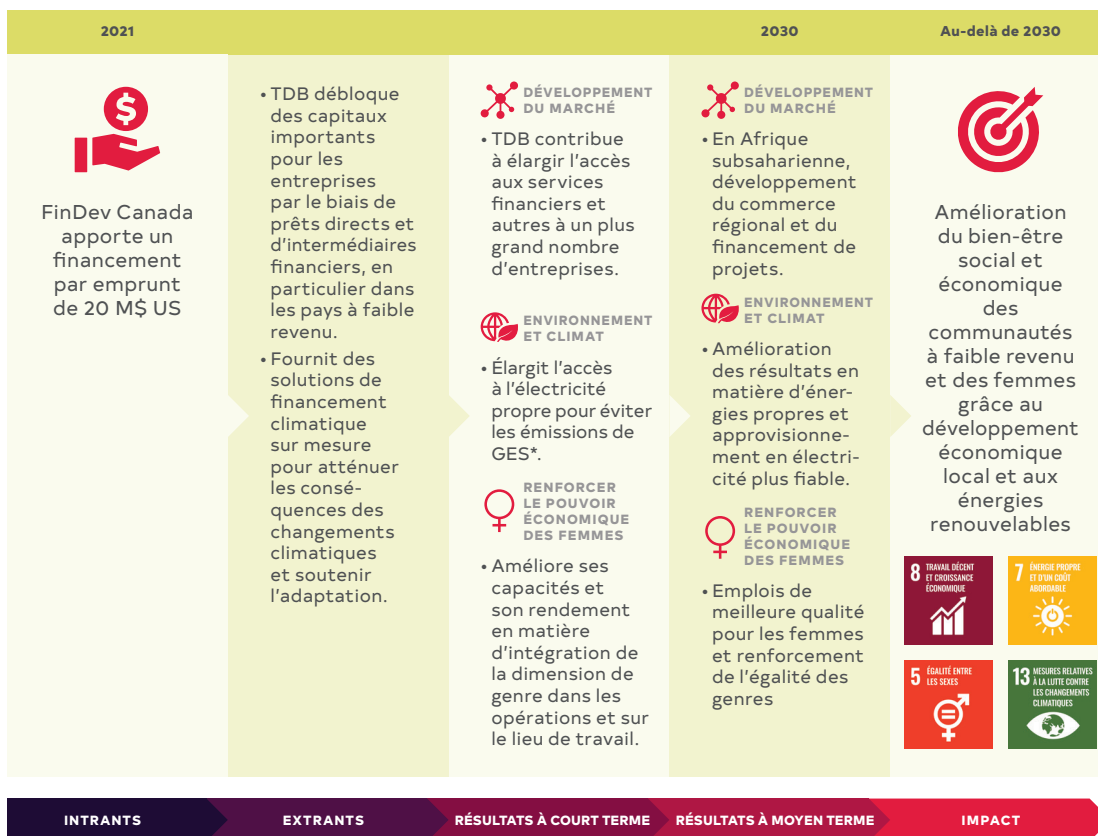 2021
2030
Au-delà de 2030
$
FinDev Canada
apporte un
financement
par emprunt
de 20 M$ US
• TDB débloque
des capitaux
importants
pour les
entreprises
par le biais de
prêts directs et
d’intermédiaires
financiers, en
particulier dans
les pays à faible
revenu.
• Fournit des
solutions de
financement
climatique
sur mesure
pour atténuer
les consé-
quences des
changements
climatiques
et soutenir
l’adaptation.
DÉVELOPPEMENT
DU MARCHÉ
• TDB contribue
à élargir l’accès
aux services
financiers et
autres à un plus
grand nombre
d’entreprises.
ENVIRONNEMENT
ET CLIMAT
• Élargit l’accès
à l’électricité
propre pour éviter
les émissions de
GES*.
RENFORCER
LE POUVOIR
ÉCONOMIQUE
DES FEMMES
• Améliore ses
capacités et
son rendement
en matière
d’intégration de
la dimension de
genre dans les
opérations et sur
le lieu de travail.
DÉVELOPPEMENT
DU MARCHÉ
• En Afrique
subsaharienne,
développement
du commerce
régional et du
financement de
projets.
ENVIRONNEMENT
ET CLIMAT
• Amélioration
des résultats en
matière d’éner-
gies propres et
approvisionne-
ment en électri-
cité plus fiable.
RENFORCER
LE POUVOIR
ÉCONOMIQUE
DES FEMMES
• Emplois de
meilleure qualité
pour les femmes
et renforcement
de l’égalité des
genres
Amélioration
du bien-être
social et
économique
des
communautés
à faible revenu
et des femmes
grâce au
développement
économique
local et aux
énergies
renouvelables
8 TRAVAIL DÉCENT
ET CROISSANCE
ÉCONOMIQUE
7 ÉNERGIE PROPRE
ET D’UN COÛT
ABORDABLE
5 ÉGALITÉ ENTRE
LES SEXES
13 MESURES RELATIVES
À LA LUTTE CONTRE
LES CHANGEMENTS
CLIMATIQUES
INTRANTS
EXTRANTS
RÉSULTATS À COURT TERME
RÉSULTATS À MOYEN TERME
IMPACT